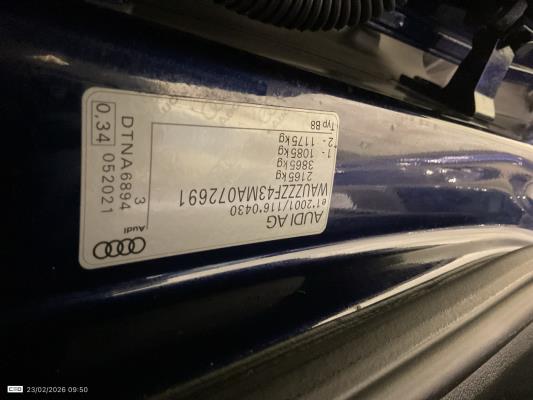 AUDI AG
e1*2001/116*0430
WAUZZZF43MA072691
2165 kg
3865 kg
1 - 1085 kg
2 - 1175 kg
Typ B8
Audi
3
DTNA6894
0,34 052021
23/02/2026 09:50